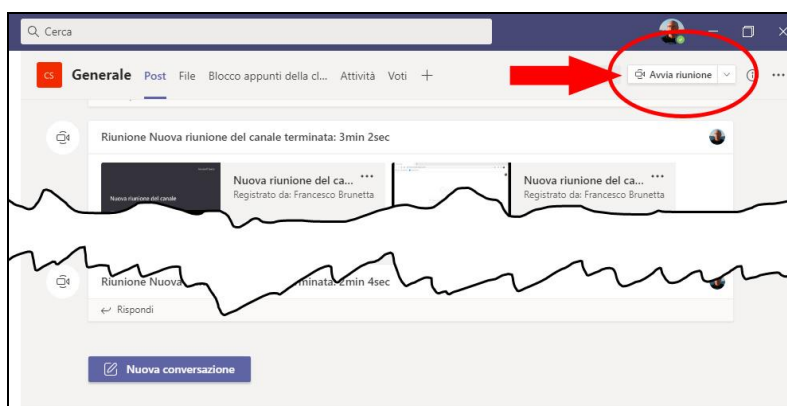 Cerca
CS Generale Post File Blocco appunti della cl... Attività Voti + Avia riunione
Riunione Nuova riunione del canale terminata: 3min 2sec
Nuova riunione del ca... Nuova riunione del ca...
Nuova riunione del canale Registrato da: Francesco Brunetta Registrato da: Francesco Brunetta
Riunione Nuova minata: 2min 4sec
Rispondi
Nuova conversazione